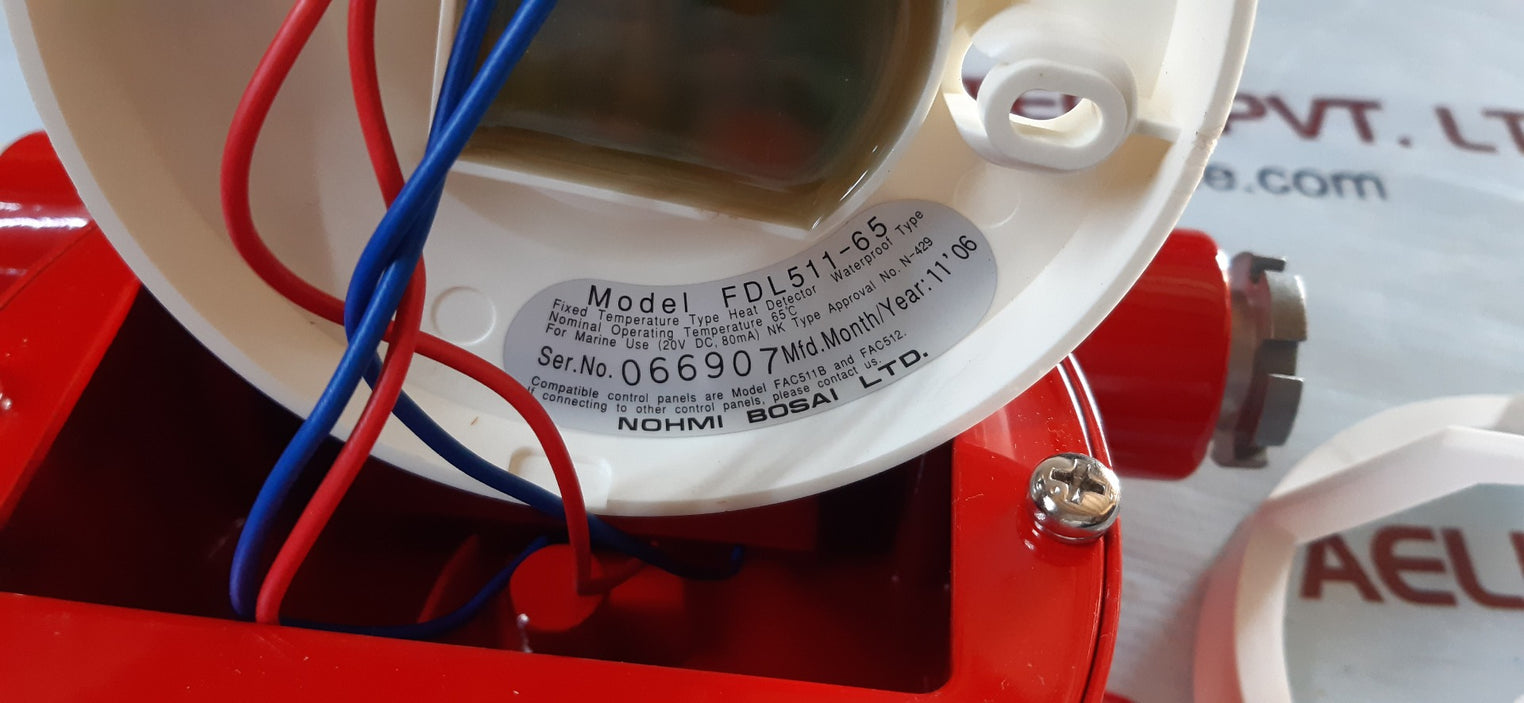 PVT. LT
e.com
Model FDL511-65
Fixed Temperature Type Heat Detector Waterproof Type
Nominal Operating Temperature 65℃
For Marine Use (20V DC, 80mA) NK Type Approval No. N-429
Ser.No. 066907 Mfd.Month/Year:11'06
Compatible control panels are Model FAC511B and FAC512.
If connecting to other control panels, please contact us.
NOHMI BOSAI LTD.
AEL